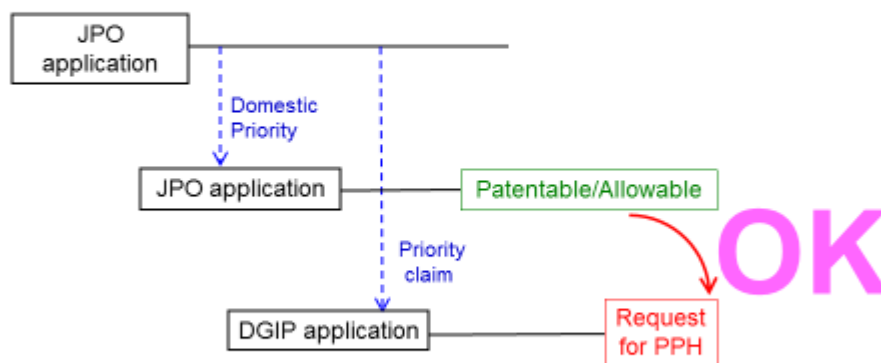 JPO
application
Domestic
Priority
JPO application
Patentable/Allowable
OK
Priority
claim
DGIP application
Request
for PPH